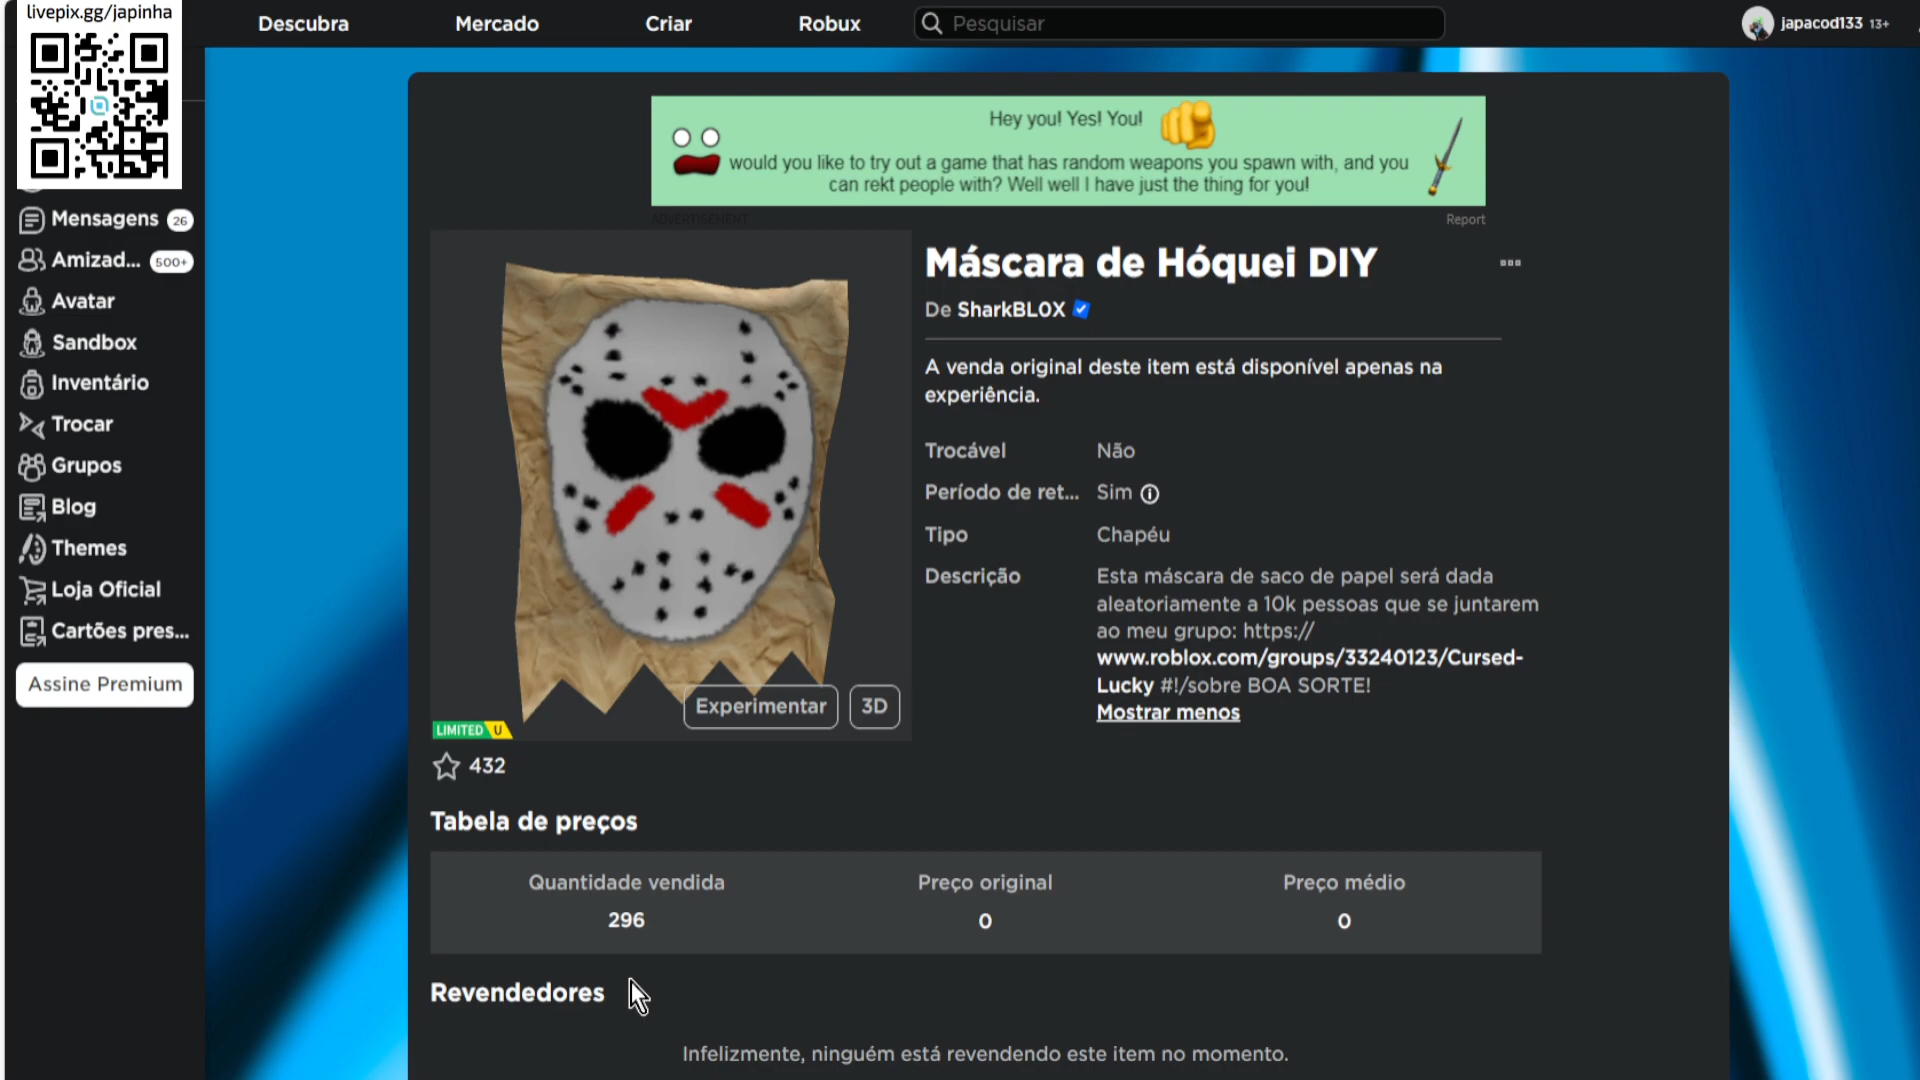 livepix.gg/japinha
Descubra
Mercado
Criar
Robux
Pesquisar
japacod133 13+
Mensagens 26
Amizad... 500+
Avatar
Sandbox
Inventário
Trocar
Grupos
Blog
Themes
Loja Oficial
Cartões pres...
Assine Premium
Hey you! Yes! You!
would you like to try out a game that has random weapons you spawn with, and you
can rekt people with? Well well I have just the thing for you!
ADVERTISEMENT
Report
Máscara de Hóquei DIY
De SharkBL0X
A venda original deste item está disponível apenas na
experiência.
Trocável Não
Período de ret... Sim
Tipo Chapéu
Descrição Esta máscara de saco de papel será dada
aleatoriamente a 10k pessoas que se juntarem
ao meu grupo: https://
www.roblox.com/groups/33240123/Cursed-
Lucky #!/sobre BOA SORTE!
Mostrar menos
Experimentar
3D
LIMITED U
432
Tabela de preços
Quantidade vendida
296
Preço original
0
Preço médio
0
Revendedores
Infelizmente, ninguém está revendendo este item no momento.